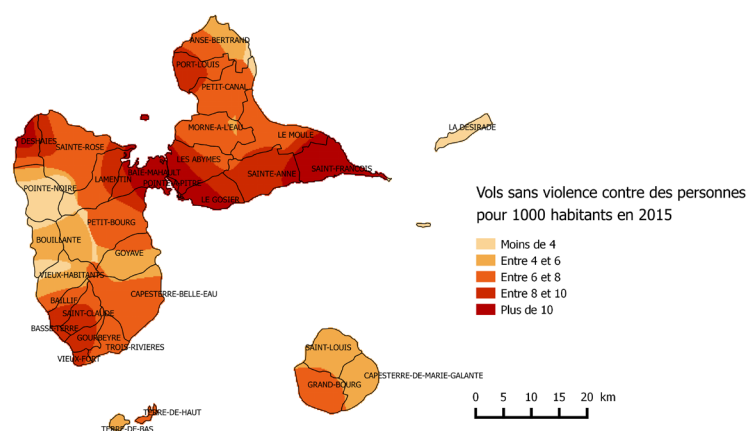 ANSE-BERTRAND
PORT-LOUIS
PETIT-CANAL
MORNE-A-L'EAU
LE MOULE
LA DESIRADE
DESHAIES
SAINTE-ROSE
LES ABYMES
LAMENTIN
BAIE-MAHAULT
POINTE-A-PITRE
SAINTE-ANNE
SAINT-FRANCOIS
LE GOSIER
POINTE-NOIRE
PETIT-BOURG
BOUILLANTE
GOYAVE
VIEUX-HABITANTS
CAPESTERRE-BELLE-EAU
BAILLIF
SAINT-CLAUDE
BASSE-TERRE
GOURBEYRE
TROIS-RIVIERES
VIEUX-FORT
SAINT-LOUIS
CAPESTERRE-DE-MARIE-GALANTE
GRAND-BOURG
TERRE-DE-HAUT
TERRE-DE-BAS
Vols sans violence contre des personnes
pour 1000 habitants en 2015
Moins de 4
Entre 4 et 6
Entre 6 et 8
Entre 8 et 10
Plus de 10
0 5 10 15 20 km